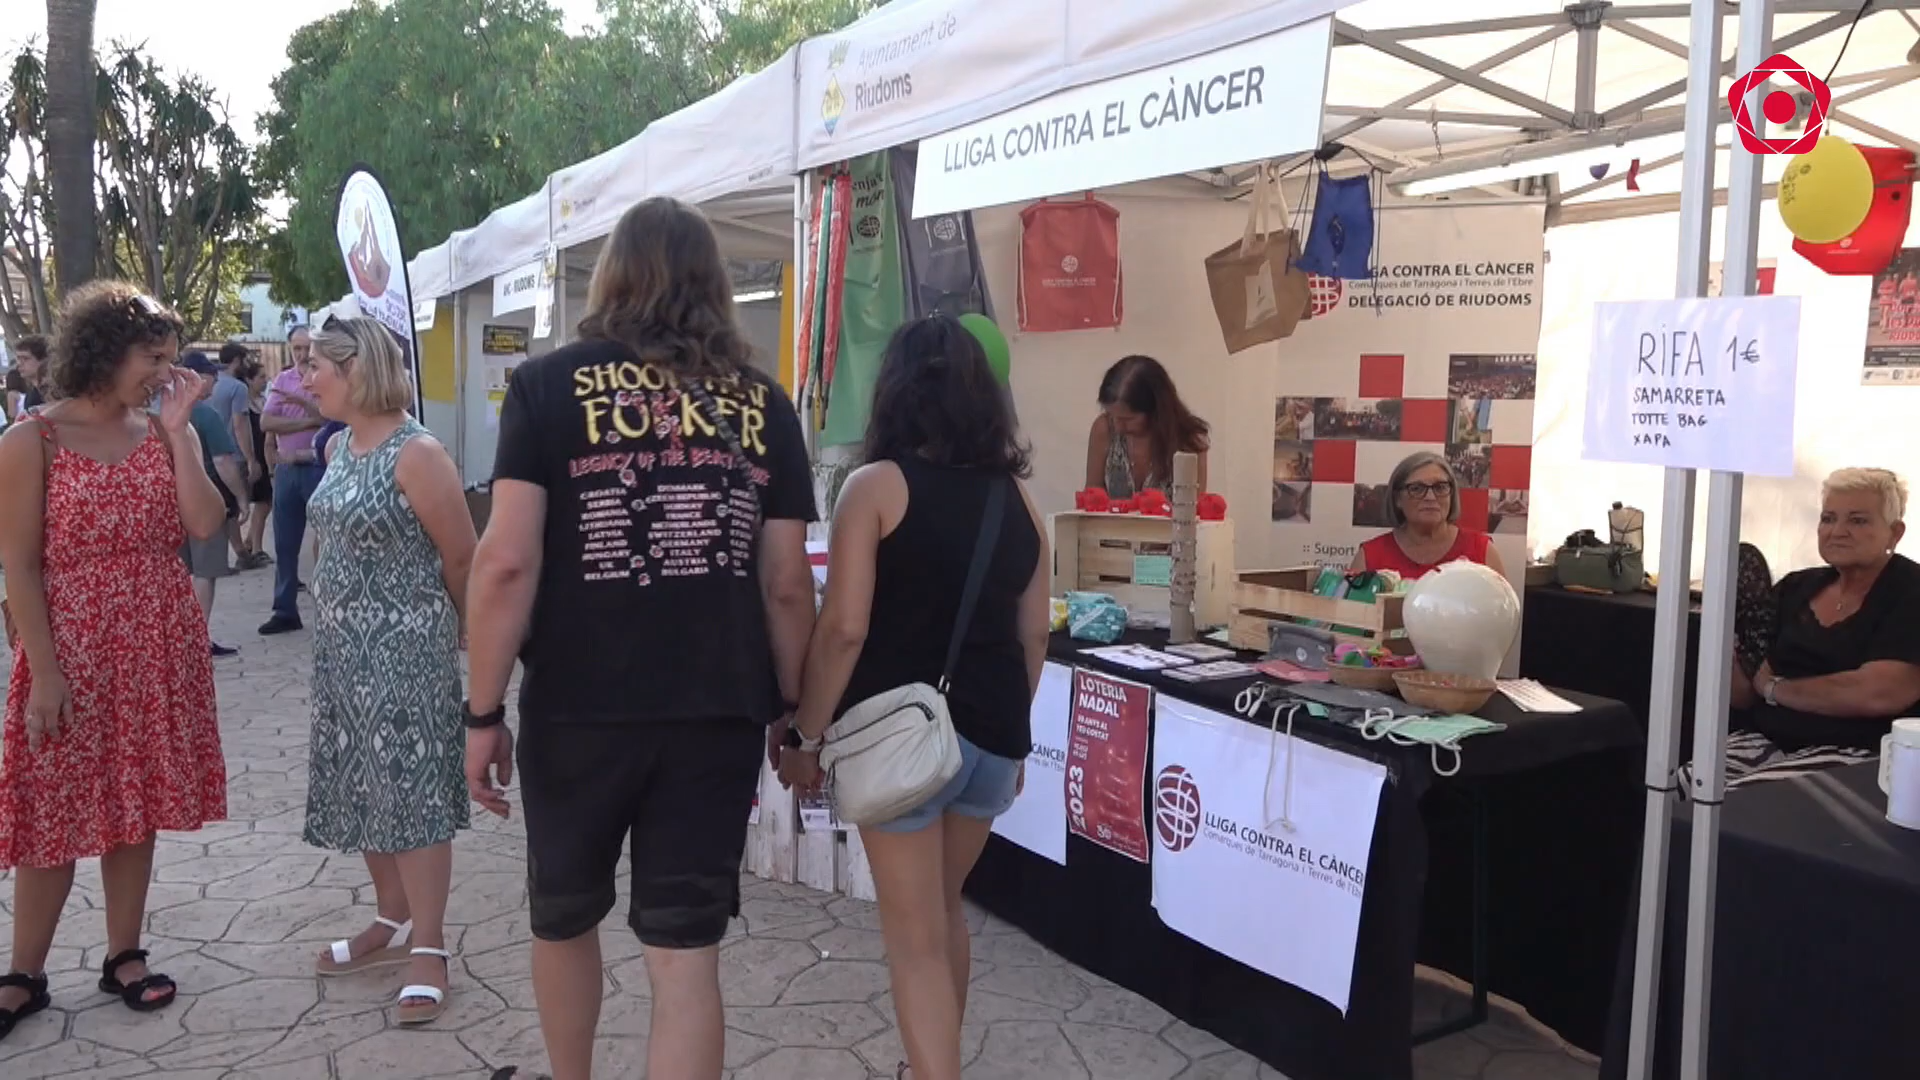 Ajuntament de
Riudoms
LLIGA CONTRA EL CÀNCER
LLIGA CONTRA EL CÀNCER
Comarques de Tarragona i Terres de l'Ebre
DELEGACIÓ DE RIUDOMS
:: Suport
RIFA 1€
SAMARRETA
TOTTE BAG
XAPA
LEGACY OF THE BEAST
CROATIA
SERBIA
ROMANIA
LITHUANIA
LATVIA
FINLAND
HUNGARY
UK
BELGIUM
DENMARK
CZECH REPUBLIC
NORWAY
FRANCE
NETHERLANDS
SWITZERLAND
GERMANY
ITALY
AUSTRIA
BULGARIA
LOTERIA
NADAL
2023
CÀNCER
LLIGA CONTRA EL CÀNCER
Comarques de Tarragona i Terres de l'Ebre